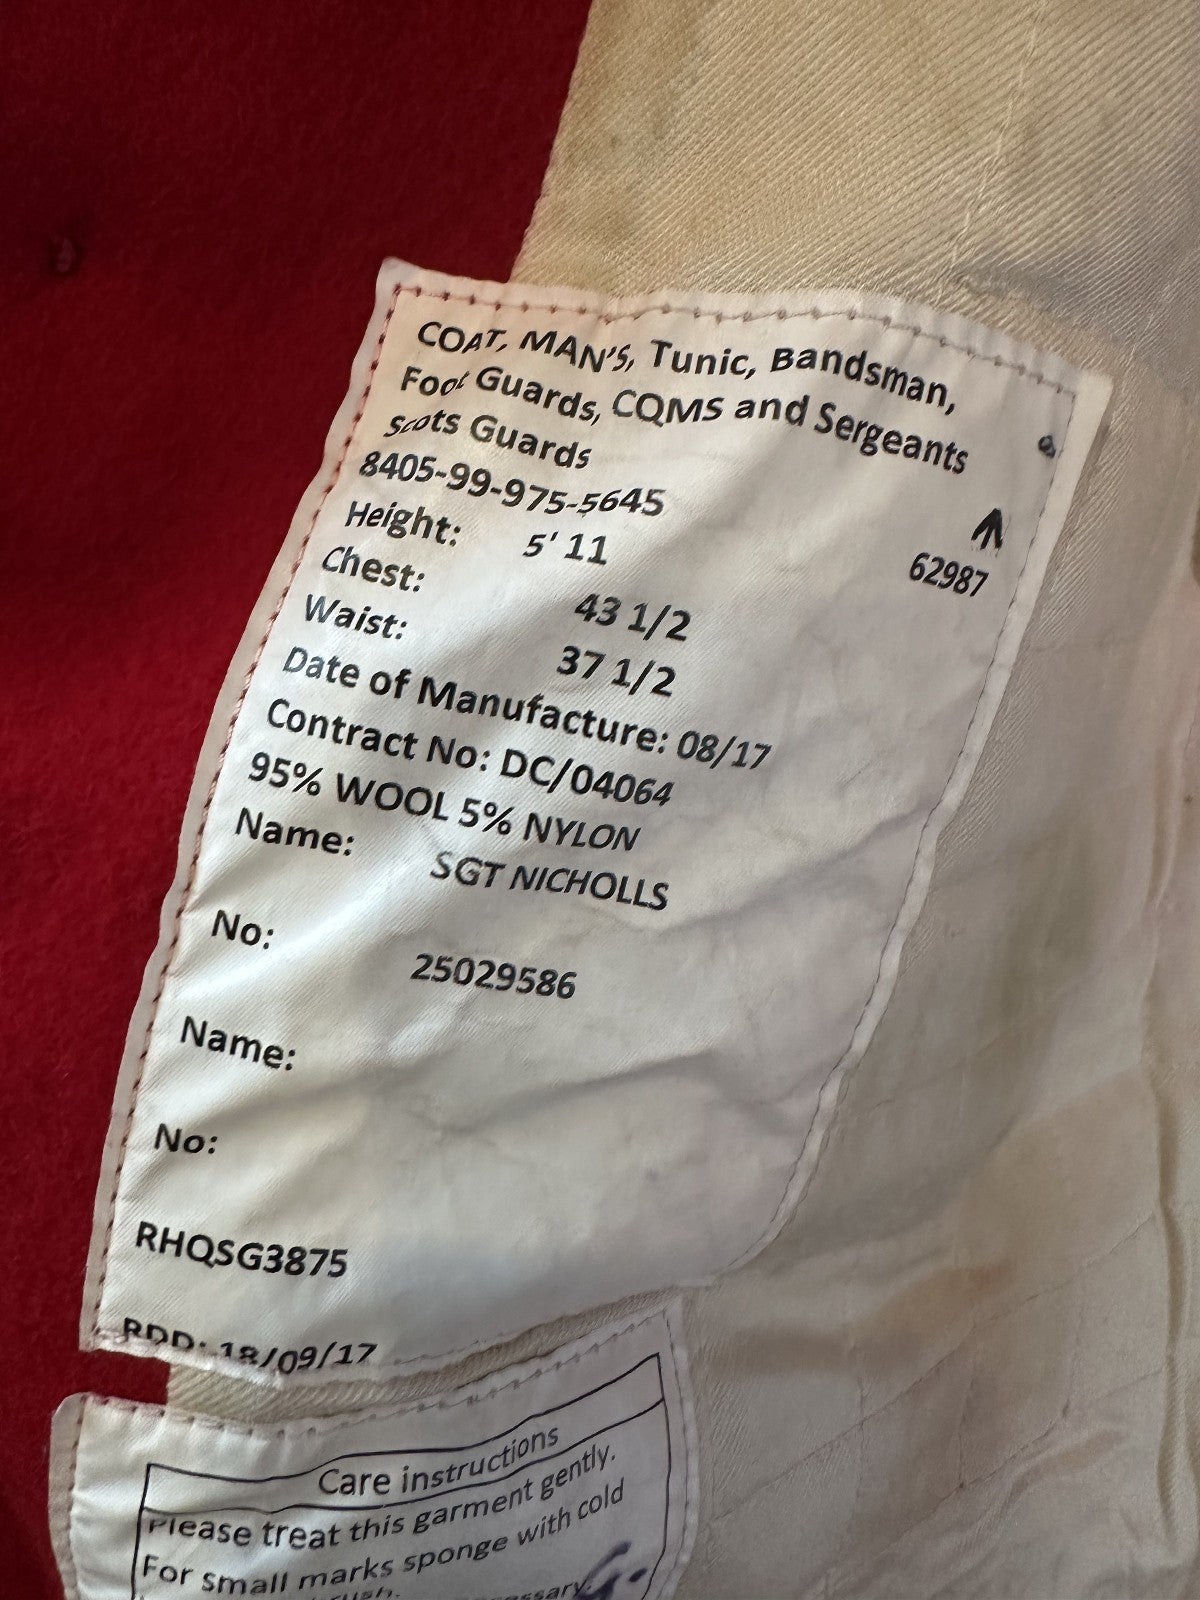 COAT, MAN'S, Tunic, Bandsman,
Foot Guards, CQMS and Sergeants
Scots Guards
8405-99-975-5645
62987
Height: 5' 11
Chest: 43 1/2
Waist: 37 1/2
Date of Manufacture: 08/17
Contract No: DC/04064
95% WOOL 5% NYLON
Name: SGT NICHOLLS
No: 25029586
Name:
No:
RHQSG3875
RDD: 18/09/17
Care instructions
Please treat this garment gently.
For small marks sponge with cold